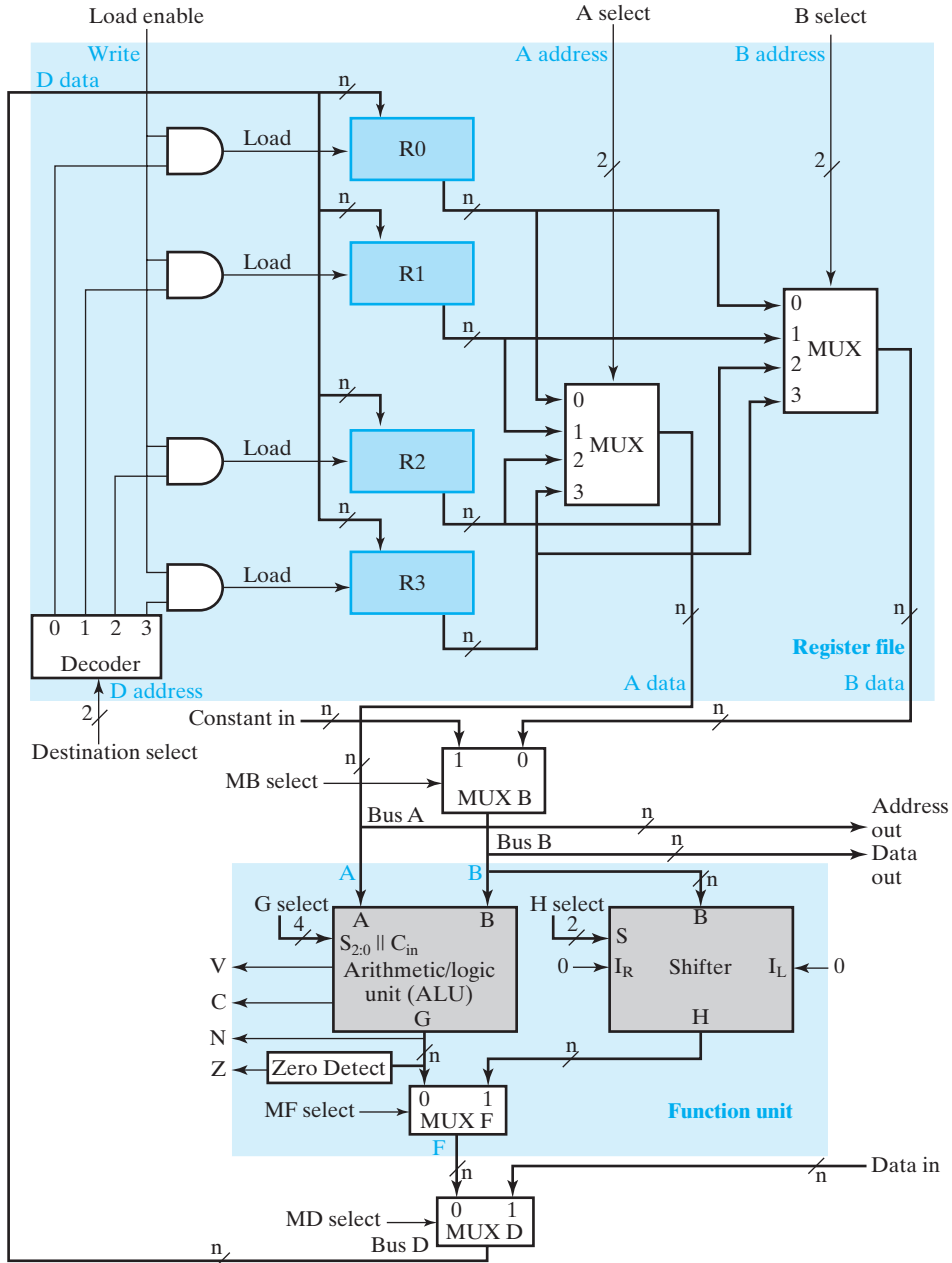 Load enable
A select
B select
Write
A address
B address
D data
n
Load
R0
2
2
n
n
Load
R1
n
0
1
MUX
2
3
n
0
1
MUX
2
3
Load
R2
n
n
Load
R3
n
n
n
0 1 2 3
Decoder
Register file
D address
A data
B data
2
Constant in
n
n
Destination select
n
1 0
MB select
MUX B
Bus A
n
Address
out
Bus B
n
Data
out
A
B
n
G select
H select
4
A
B
2
B
S2:0 || Cin
S
V
Arithmetic/logic
unit (ALU)
0
IR
Shifter
IL
0
C
G
H
N
n
n
Z
Zero Detect
0 1
MF select
MUX F
Function unit
F
n
n
Data in
0 1
MD select
MUX D
Bus D
n